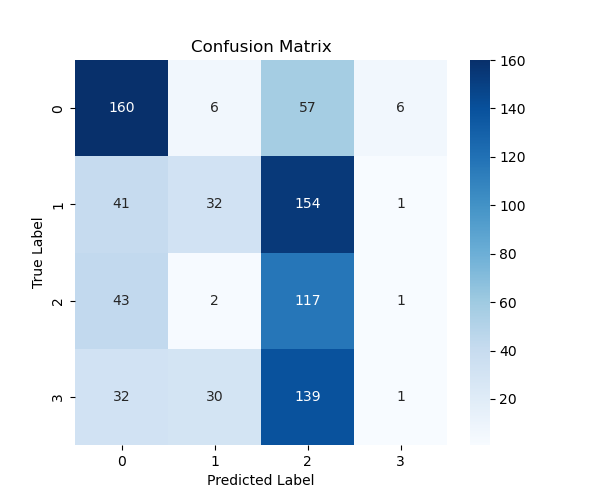 Confusion Matrix
True Label
0 160 6 57 6
1 41 32 154 1
2 43 2 117 1
3 32 30 139 1
0 1 2 3
Predicted Label
160
140
120
100
80
60
40
20